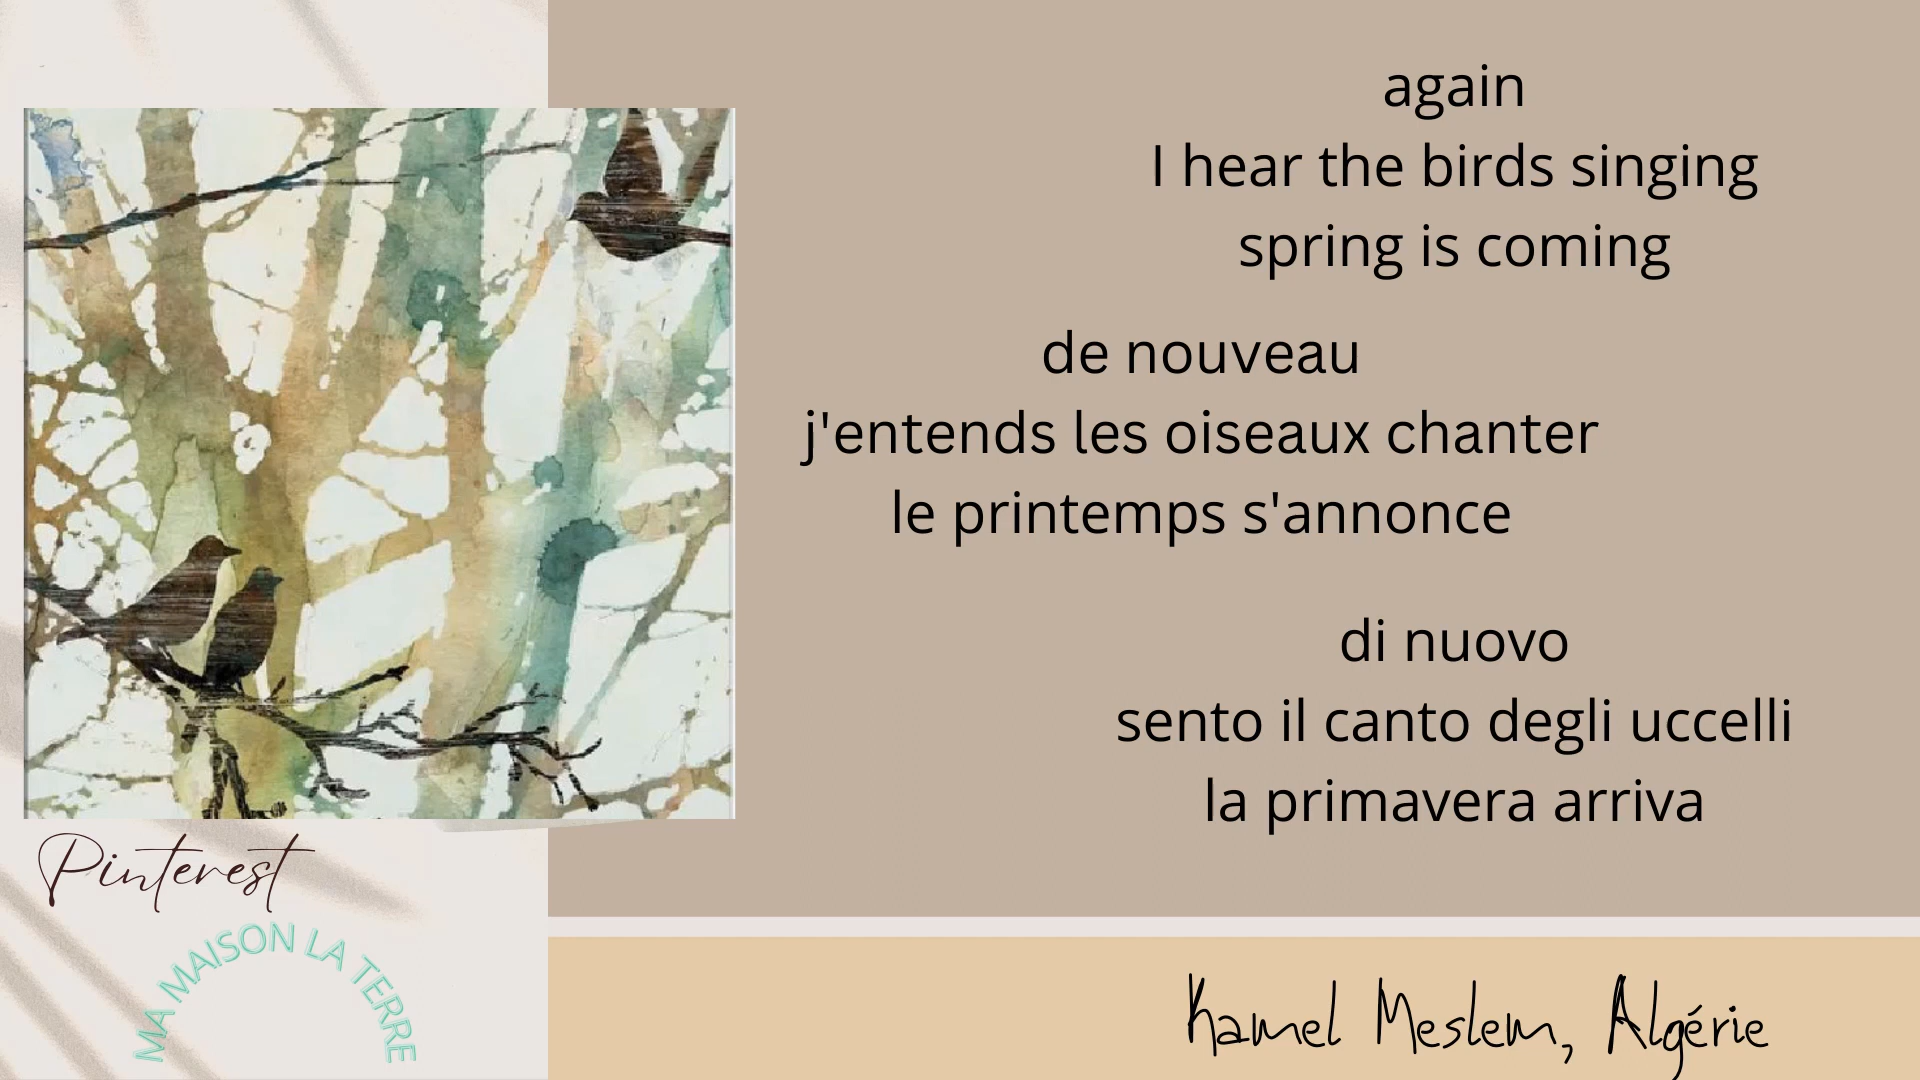 again
I hear the birds singing
spring is coming
de nouveau
j'entends les oiseaux chanter
le printemps s'annonce
di nuovo
sento il canto degli uccelli
la primavera arriva
Pinterest
MA MAISON LA TERRE
Kamel Meslem, Algérie